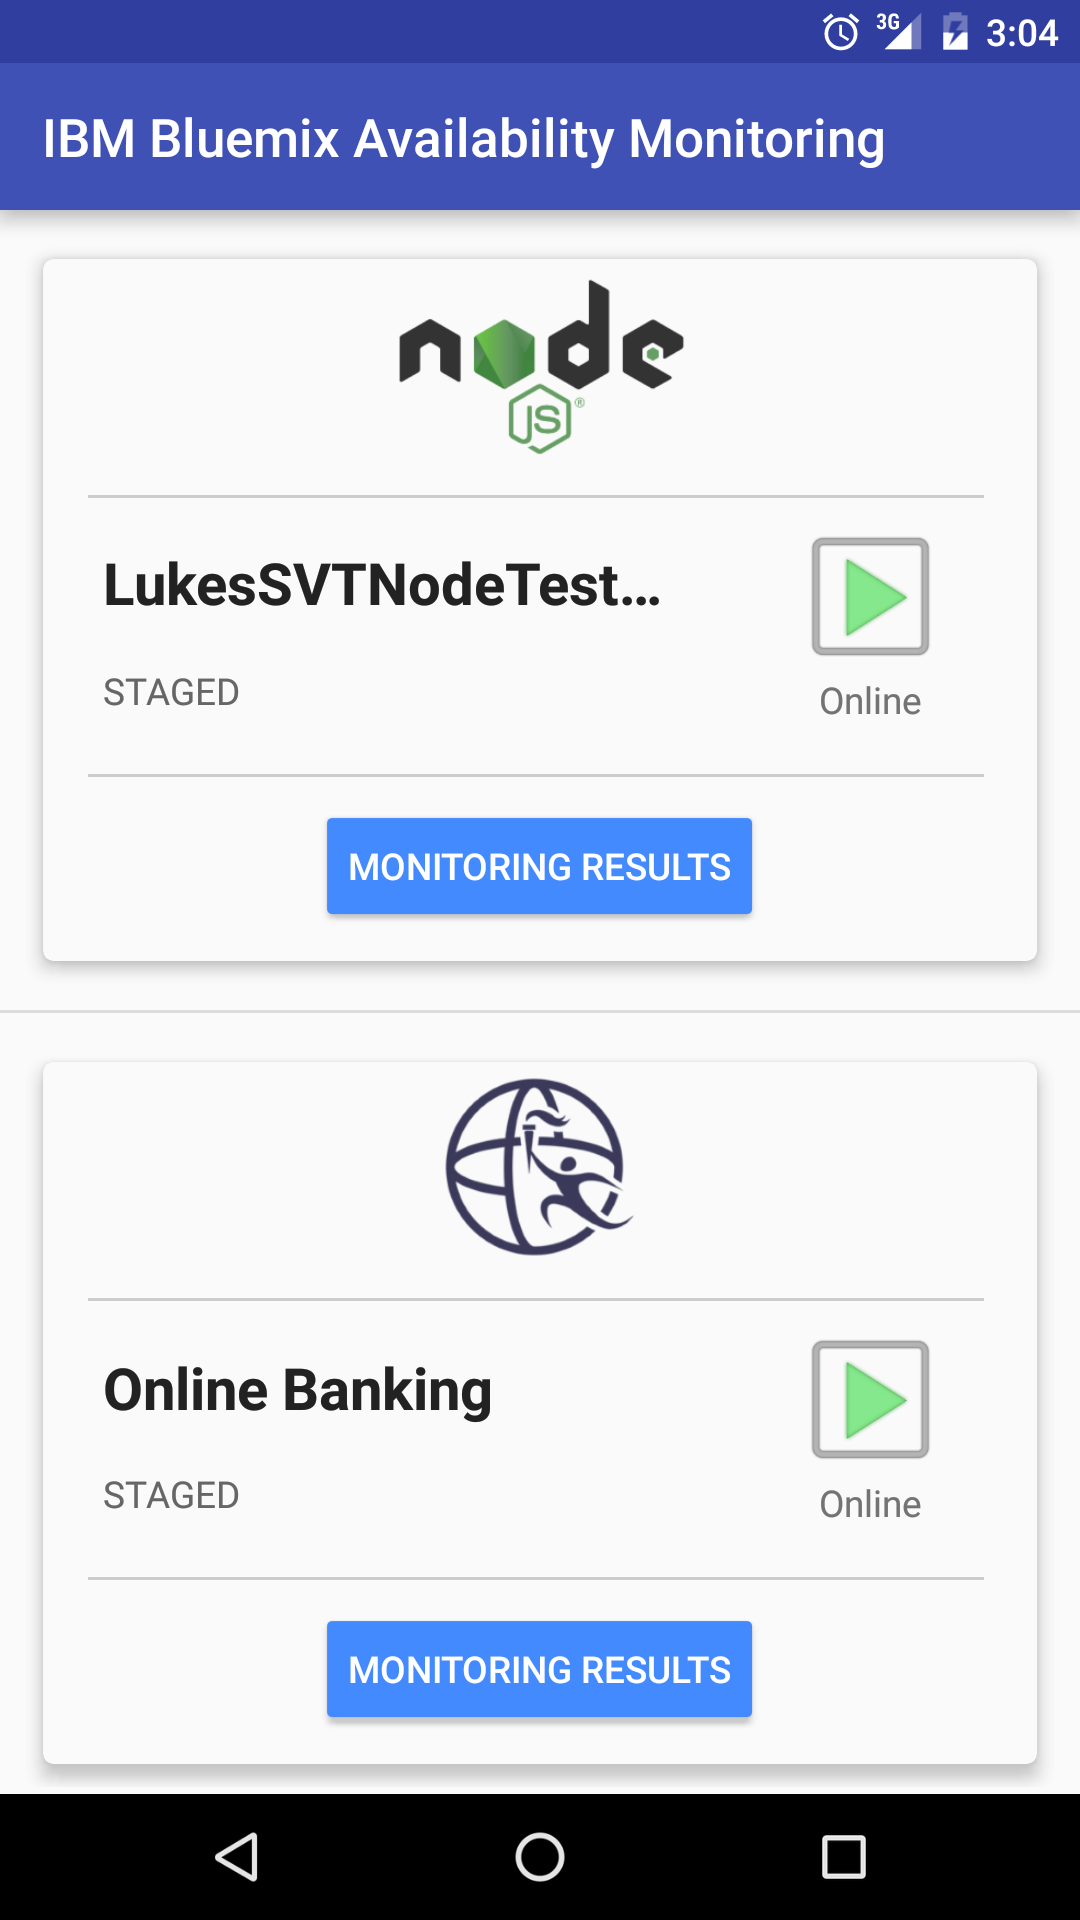 3G 3:04
IBM Bluemix Availability Monitoring
node
JS®
LukesSVTNodeTest...
STAGED
Online
MONITORING RESULTS
Online Banking
STAGED
Online
MONITORING RESULTS